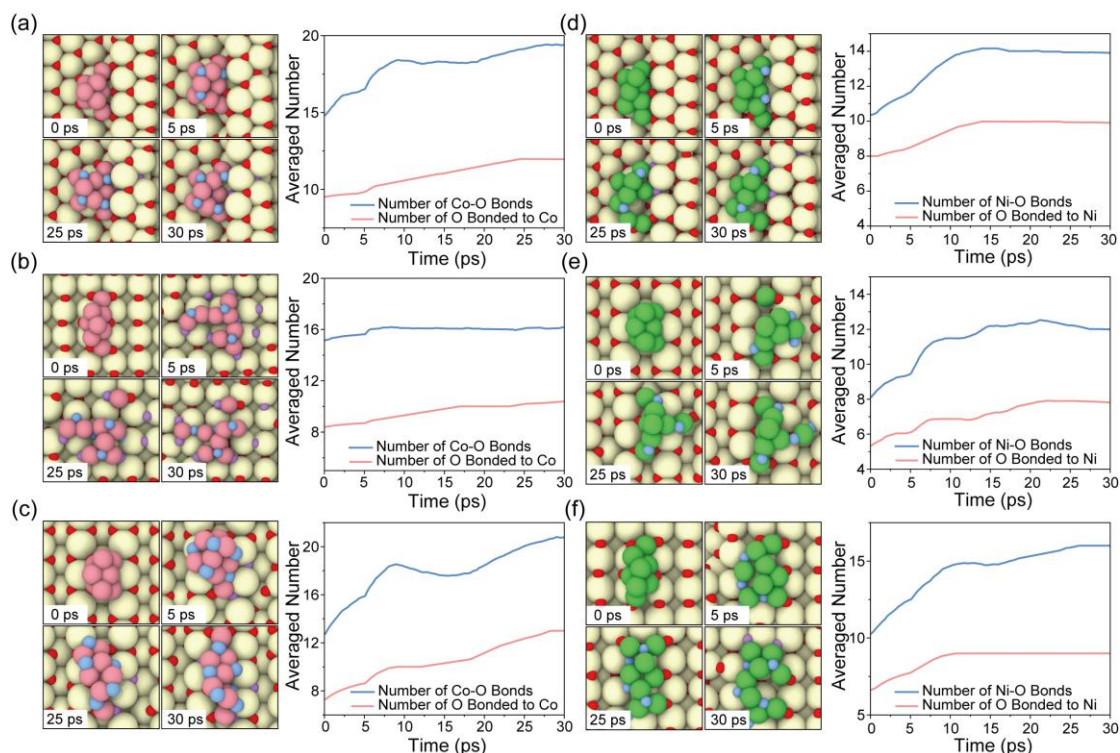 (a)
0 ps
5 ps
25 ps
30 ps
Averaged Number
20
15
10
Number of Co-O Bonds
Number of O Bonded to Co
0 5 10 15 20 25 30
Time (ps)
(b)
0 ps
5 ps
25 ps
30 ps
Averaged Number
20
16
12
8
Number of Co-O Bonds
Number of O Bonded to Co
0 5 10 15 20 25 30
Time (ps)
(c)
0 ps
5 ps
25 ps
30 ps
Averaged Number
20
16
12
8
Number of Co-O Bonds
Number of O Bonded to Co
0 5 10 15 20 25 30
Time (ps)
(d)
0 ps
5 ps
25 ps
30 ps
Averaged Number
14
12
10
8
6
4
Number of Ni-O Bonds
Number of O Bonded to Ni
0 5 10 15 20 25 30
Time (ps)
(e)
0 ps
5 ps
25 ps
30 ps
Averaged Number
14
12
10
8
6
4
Number of Ni-O Bonds
Number of O Bonded to Ni
0 5 10 15 20 25 30
Time (ps)
(f)
0 ps
5 ps
25 ps
30 ps
Averaged Number
15
10
5
Number of Ni-O Bonds
Number of O Bonded to Ni
0 5 10 15 20 25 30
Time (ps)